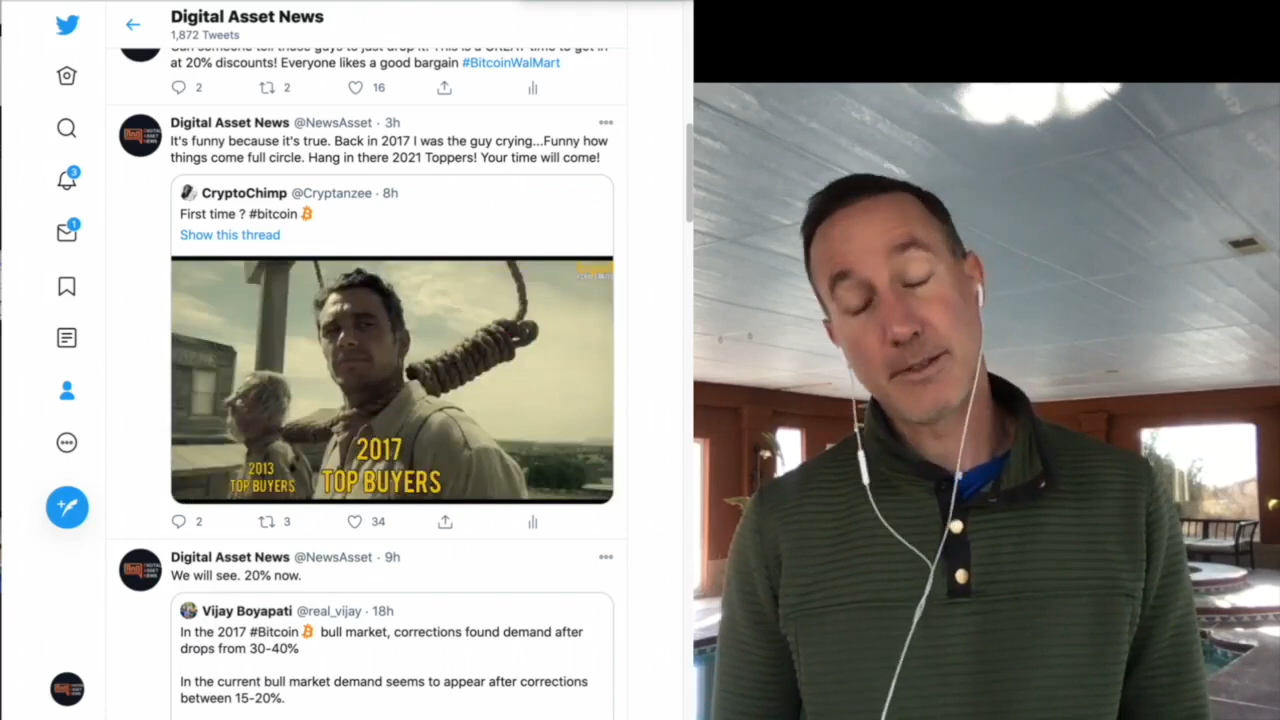 Digital Asset News
1,872 Tweets
Can someone tell those guys to just drop it! This is a GREAT time to get in
at 20% discounts! Everyone likes a good bargain #BitcoinWalMart
2
2
16
Digital Asset News @NewsAsset · 3h
It's funny because it's true. Back in 2017 I was the guy crying...Funny how
things come full circle. Hang in there 2021 Toppers! Your time will come!
CryptoChimp @Cryptanzee · 8h
First time ? #bitcoin
Show this thread
2013
TOP BUYERS
2017
TOP BUYERS
2
3
34
Digital Asset News @NewsAsset · 9h
We will see. 20% now.
Vijay Boyapati @real_vijay · 18h
In the 2017 #Bitcoin bull market, corrections found demand after
drops from 30-40%
In the current bull market demand seems to appear after corrections
between 15-20%.
3
1